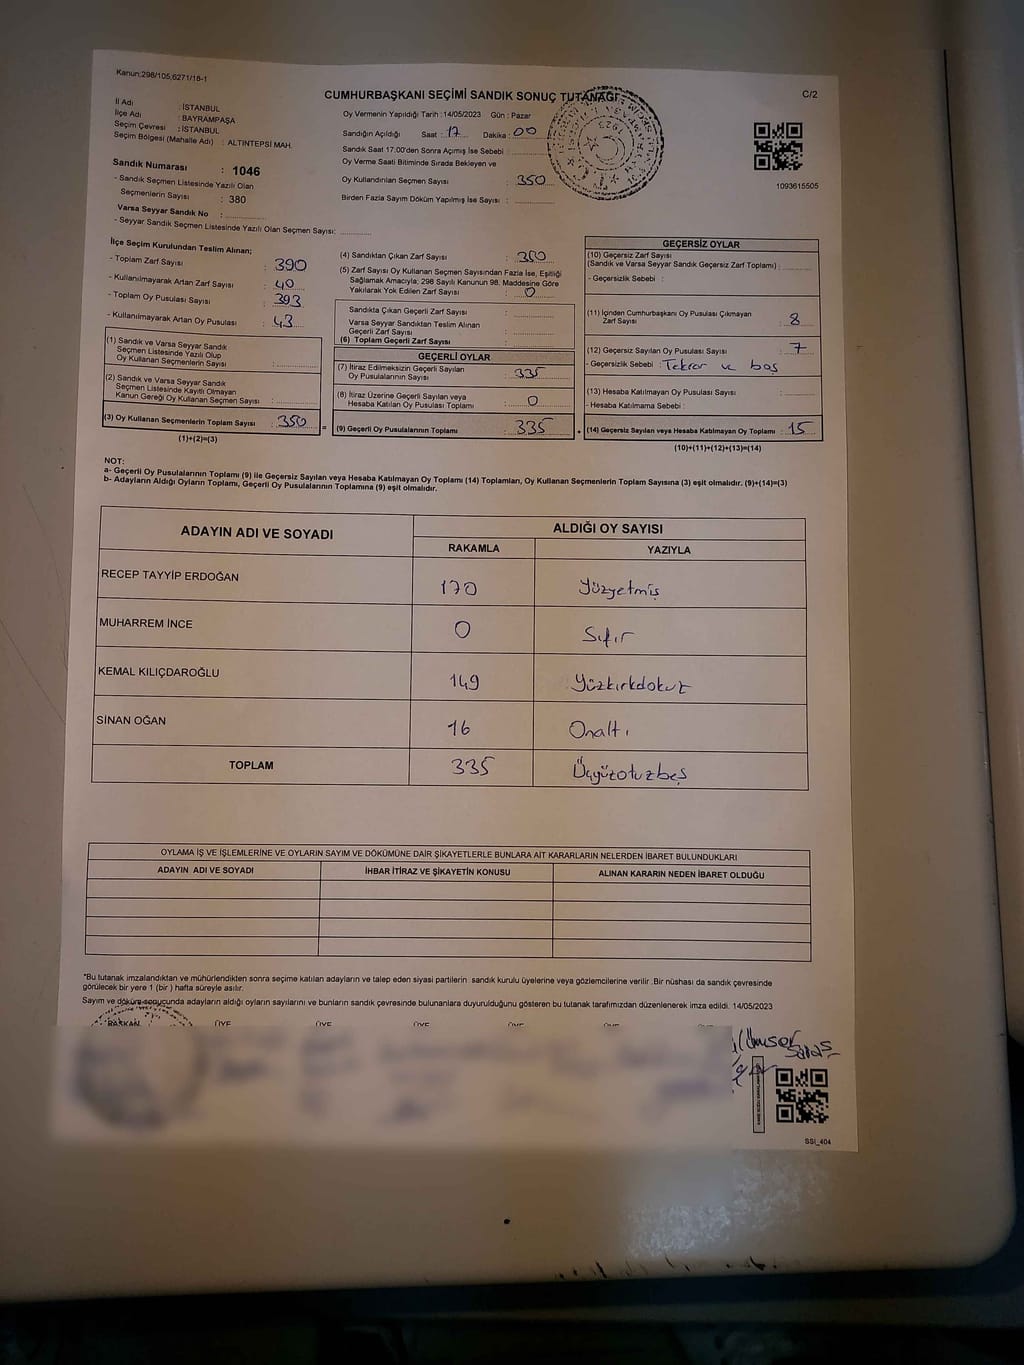 Kanun:298/105,6271/18-1
CUMHURBAŞKANI SEÇİMİ SANDIK SONUÇ TUTANAĞI
C/2
İl Adı : İSTANBUL
İlçe Adı : BAYRAMPAŞA
Seçim Çevresi : İSTANBUL
Seçim Bölgesi (Mahalle Adı) : ALTINTEPSİ MAH.
Sandık Numarası : 1046
- Sandık Seçmen Listesinde Yazılı Olan
Seçmenlerin Sayısı : 380
Varsa Seyyar Sandık No :
- Seyyar Sandık Seçmen Listesinde Yazılı Olan Seçmen Sayısı:
Oy Vermenin Yapıldığı Tarih : 14/05/2023 Gün : Pazar
Sandığın Açıldığı Saat : 17 Dakika : 00
Sandık Saat 17:00'den Sonra Açmış İse Sebebi :
Oy Verme Saati Bitiminde Sırada Bekleyen ve
Oy Kullandırılan Seçmen Sayısı : 350
Birden Fazla Sayım Döküm Yapılmış İse Sayısı :
1093615505
İlçe Seçim Kurulundan Teslim Alınan;
- Toplam Zarf Sayısı : 390
- Kullanılmayarak Artan Zarf Sayısı : 40
- Toplam Oy Pusulası Sayısı : 393
- Kullanılmayarak Artan Oy Pusulası : 43
(1) Sandık ve Varsa Seyyar Sandık
Seçmen Listesinde Yazılı Olup
Oy Kullanan Seçmenlerin Sayısı :
(2) Sandık ve Varsa Seyyar Sandık
Seçmen Listesinde Kayıtlı Olmayan
Kanun Gereği Oy Kullanan Seçmen Sayısı :
(3) Oy Kullanan Seçmenlerin Toplam Sayısı : 350 =
(1)+(2)=(3)
(4) Sandıktan Çıkan Zarf Sayısı : 350
(5) Zarf Sayısı Oy Kullanan Seçmen Sayısından Fazla İse, Eşitliği
Sağlamak Amacıyla; 298 Sayılı Kanunun 98. Maddesine Göre
Yakılarak Yok Edilen Zarf Sayısı : 0
Sandıkta Çıkan Geçerli Zarf Sayısı :
Varsa Seyyar Sandıktan Teslim Alınan
Geçerli Zarf Sayısı :
(6) Toplam Geçerli Zarf Sayısı :
GEÇERLİ OYLAR
(7) İtiraz Edilmeksizin Geçerli Sayılan
Oy Pusulalarının Sayısı : 335
(8) İtiraz Üzerine Geçerli Sayılan veya
Hesaba Katılan Oy Pusulası Toplamı : 0
(9) Geçerli Oy Pusulalarının Toplamı : 335 +
GEÇERSİZ OYLAR
(10) Geçersiz Zarf Sayısı
(Sandık ve Varsa Seyyar Sandık Geçersiz Zarf Toplamı) :
- Geçersizlik Sebebi :
(11) İçinden Cumhurbaşkanı Oy Pusulası Çıkmayan
Zarf Sayısı : 8
(12) Geçersiz Sayılan Oy Pusulası Sayısı : 7
- Geçersizlik Sebebi : Tekrar ve boş
(13) Hesaba Katılmayan Oy Pusulası Sayısı :
- Hesaba Katılmama Sebebi :
(14) Geçersiz Sayılan veya Hesaba Katılmayan Oy Toplamı : 15
(10)+(11)+(12)+(13)=(14)
NOT:
a- Geçerli Oy Pusulalarının Toplamı (9) ile Geçersiz Sayılan veya Hesaba Katılmayan Oy Toplamı (14) Toplamları, Oy Kullanan Seçmenlerin Toplam Sayısına (3) eşit olmalıdır. (9)+(14)=(3)
b- Adayların Aldığı Oyların Toplamı, Geçerli Oy Pusulalarının Toplamına (9) eşit olmalıdır.
ADAYIN ADI VE SOYADI
ALDIĞI OY SAYISI
RAKAMLA YAZIYLA
RECEP TAYYİP ERDOĞAN 170 Yüzyetmiş
MUHARREM İNCE 0 Sıfır
KEMAL KILIÇDAROĞLU 149 Yüzkırkdokuz
SİNAN OĞAN 16 Onaltı
TOPLAM 335 Üçyüzotuzbeş
OYLAMA İŞ VE İŞLEMLERİNE VE OYLARIN SAYIM VE DÖKÜMÜNE DAİR ŞİKAYETLERLE BUNLARA AİT KARARLARIN NELERDEN İBARET BULUNDUKLARI
ADAYIN ADI VE SOYADI İHBAR İTİRAZ VE ŞİKAYETİN KONUSU ALINAN KARARIN NEDEN İBARET OLDUĞU
*Bu tutanak imzalandıktan ve mühürlendikten sonra seçime katılan adayların ve talep eden siyasi partilerin sandık kurulu üyelerine veya gözlemcilerine verilir .Bir nüshası da sandık çevresinde
görülecek bir yere 1 (bir ) hafta süreyle asılır.
Sayım ve döküm sonucunda adayların aldığı oyların sayılarını ve bunların sandık çevresinde bulunanlara duyurulduğunu gösteren bu tutanak tarafımızdan düzenlenerek imza edildi. 14/05/2023
BAŞKAN ÜYE ÜYE ÜYE ÜYE ÜYE ÜYE
SSI_404